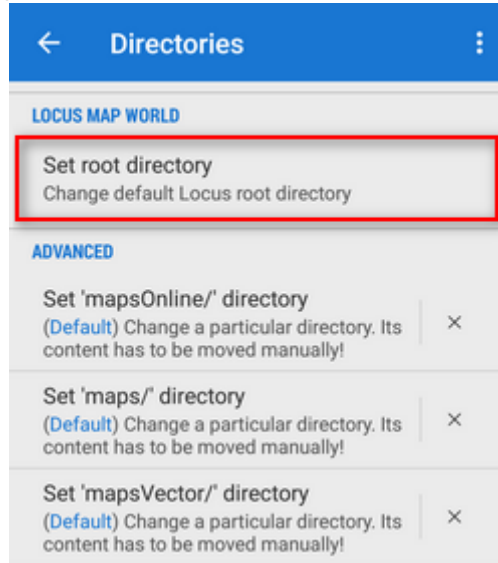 Directories
LOCUS MAP WORLD
Set root directory
Change default Locus root directory
ADVANCED
Set 'mapsOnline/' directory
(Default) Change a particular directory. Its
content has to be moved manually!
Set 'maps/' directory
(Default) Change a particular directory. Its
content has to be moved manually!
Set 'mapsVector/' directory
(Default) Change a particular directory. Its
content has to be moved manually!